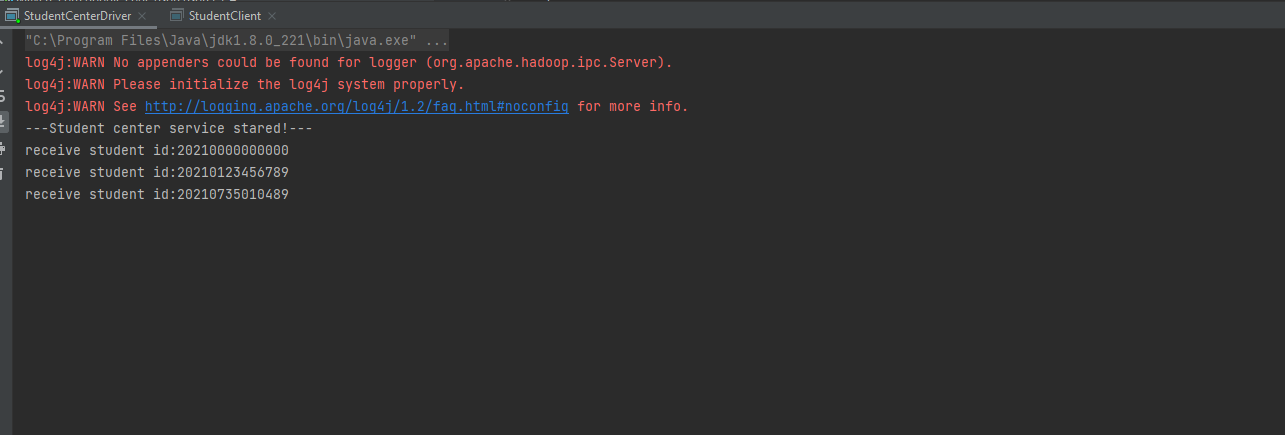 StudentCenterDriver StudentClient
"C:\Program Files\Java\jdk1.8.0_221\bin\java.exe" ...
log4j:WARN No appenders could be found for logger (org.apache.hadoop.ipc.Server).
log4j:WARN Please initialize the log4j system properly.
log4j:WARN See http://logging.apache.org/log4j/1.2/faq.html#noconfig for more info.
---Student center service stared!---
receive student id:20210000000000
receive student id:20210123456789
receive student id:20210735010489